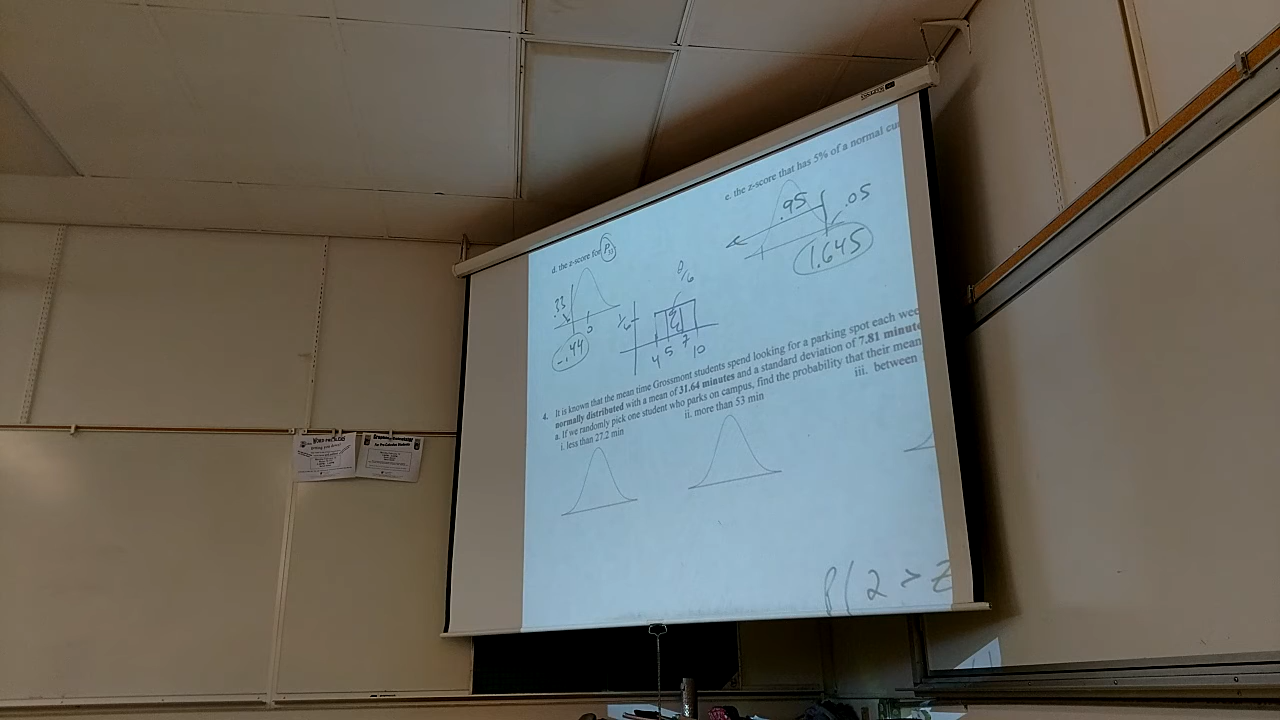 e. the z-score that has 5% of a normal cu
.95
.05
1.645
d. the z-score for P33
.33
0
-.44
1/6
4 5 7 10
4. It is known that the mean time Grossmont students spend looking for a parking spot each wee
normally distributed with a mean of 31.64 minutes and a standard deviation of 7.81 minute
a. If we randomly pick one student who parks on campus, find the probability that their mean
i. less than 27.2 min
ii. more than 53 min
iii. between
P(2 > Z
WORD PROBLEMS